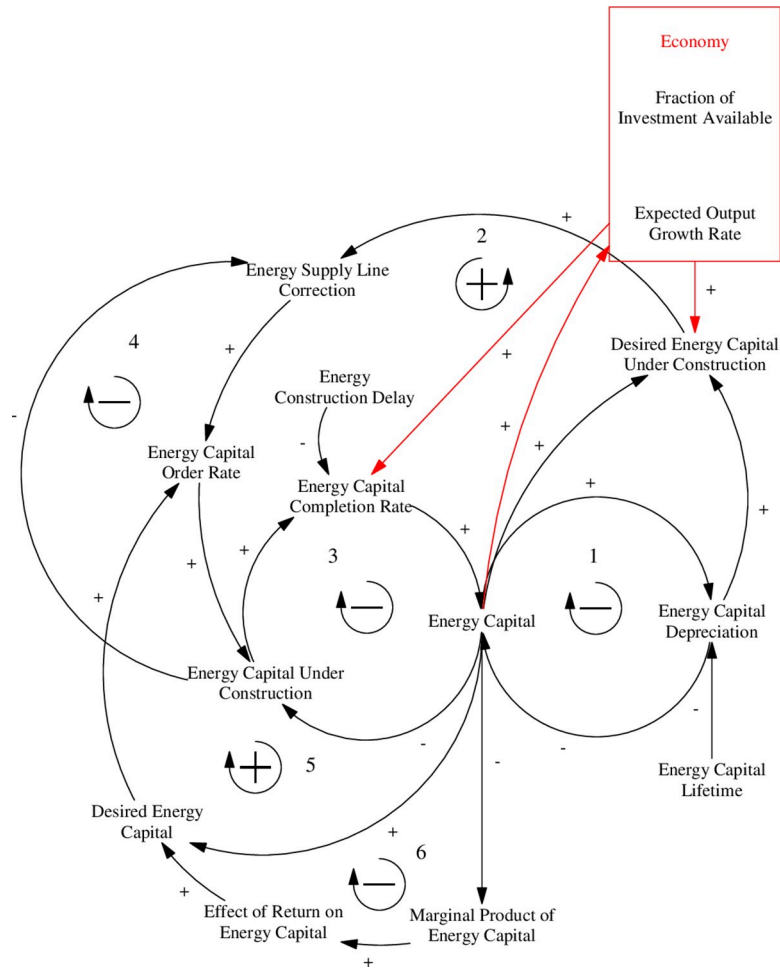 Economy
Fraction of
Investment Available
Expected Output
Growth Rate
+
2
+
Energy Supply Line
Correction
+
4
+
Desired Energy Capital
Under Construction
+
Energy
Construction Delay
-
-
+
+
Energy Capital
Order Rate
Energy Capital
Completion Rate
+
+
+
+
+
3
1
+
Energy Capital
Energy Capital
Depreciation
Energy Capital Under
Construction
-
-
-
-
Energy Capital
Lifetime
+
5
Desired Energy
Capital
+
6
-
+
Effect of Return on
Energy Capital
Marginal Product of
Energy Capital
+